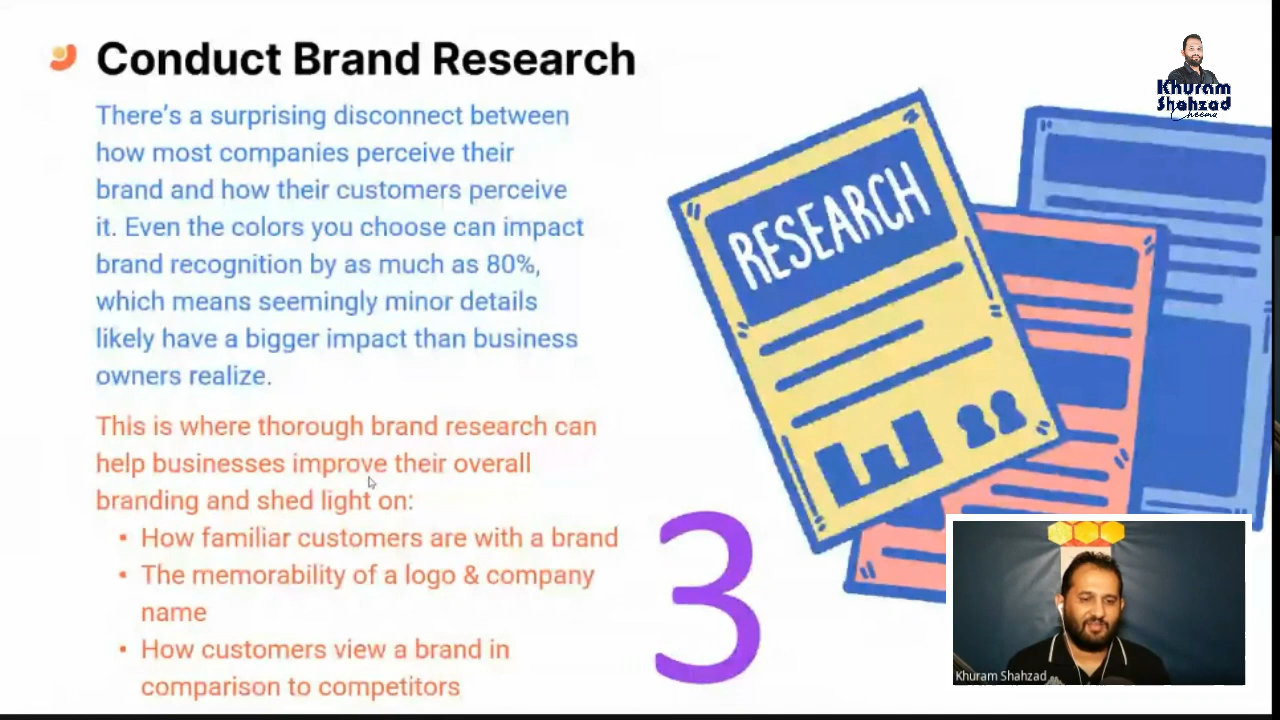 Conduct Brand Research
There's a surprising disconnect between
how most companies perceive their
brand and how their customers perceive
it. Even the colors you choose can impact
brand recognition by as much as 80%,
which means seemingly minor details
likely have a bigger impact than business
owners realize.
This is where thorough brand research can
help businesses improve their overall
branding and shed light on:
• How familiar customers are with a brand
• The memorability of a logo & company
name
• How customers view a brand in
comparison to competitors
3
RESEARCH
Khuram
Shahzad
Cheema
Khuram Shahzad